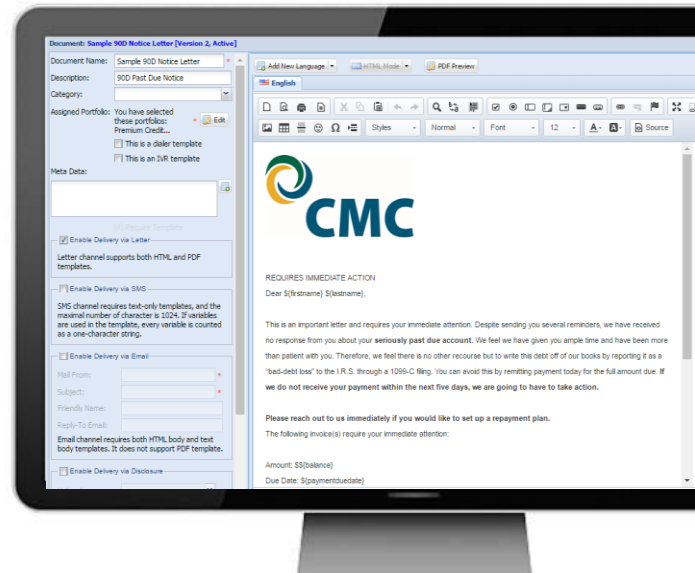 Document: Sample 90D Notice Letter [Version 2, Active]
Document Name: Sample 90D Notice Letter *
Description: 90D Past Due Notice
Category:
Assigned Portfolio: You have selected
these portfolios: * Edit
Premium Credit...
This is a dialer template
This is an IVR template
Meta Data:
Require Template
Enable Delivery via Letter
Letter channel supports both HTML and PDF
templates.
Enable Delivery via SMS
SMS channel requires text-only templates, and the
maximal number of character is 1024. If variables
are used in the template, every variable is counted
as a one-character string.
Enable Delivery via Email
Mail From: *
Subject: *
Friendly Name:
Reply-To Email:
Email channel requires both HTML body and text
body templates. It does not support PDF template.
Enable Delivery via Disclosure
Add New Language HTML Mode PDF Preview
English
Styles Normal Font 12 A A Source
CMC
REQUIRES IMMEDIATE ACTION
Dear ${firstname} ${lastname},
This is an important letter and requires your immediate attention. Despite sending you several reminders, we have received
no response from you about your seriously past due account. We feel we have given you ample time and have been more
than patient with you. Therefore, we feel there is no other recourse but to write this debt off of our books by reporting it as a
"bad-debt loss" to the I.R.S. through a 1099-C filing. You can avoid this by remitting payment today for the full amount due. If
we do not receive your payment within the next five days, we are going to have to take action.
Please reach out to us immediately if you would like to set up a repayment plan.
The following invoice(s) require your immediate attention:
Amount: $${balance}
Due Date: ${paymentduedate}